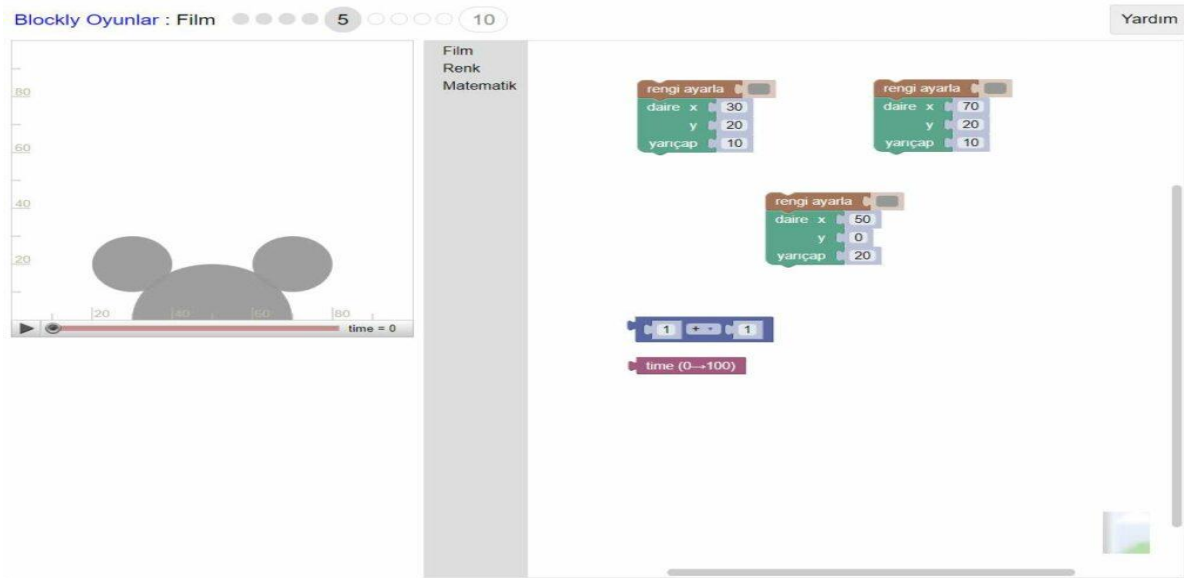 Blockly Oyunlar : Film 5 10 Yardım
80
60
40
20
20 40 60 80
time = 0
Film
Renk
Matematik
rengi ayarla
daire x 30
y 20
yarıçap 10
rengi ayarla
daire x 70
y 20
yarıçap 10
rengi ayarla
daire x 50
y 0
yarıçap 20
1 + 1
time (0→100)